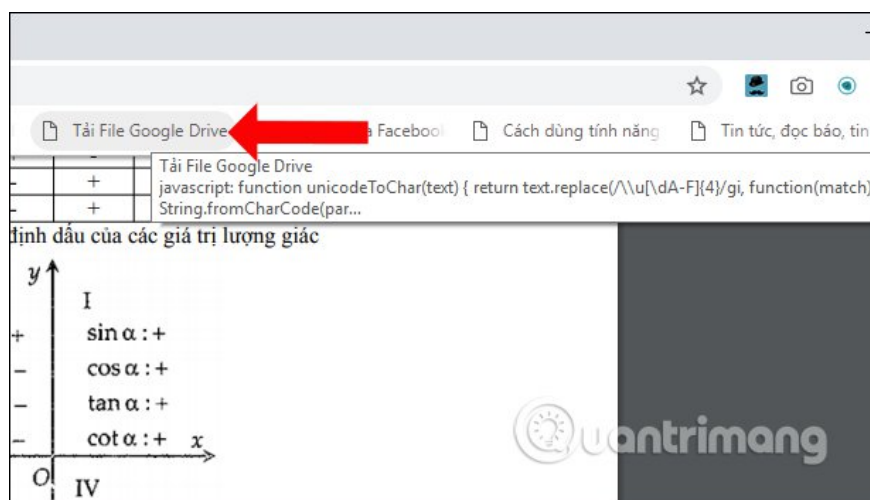 Tải File Google Drive
Faceboo
Cách dùng tính năng
Tin tức, đọc báo, tin
Tải File Google Drive
javascript: function unicodeToChar(text) { return text.replace(/\\u[\dA-F]{4}/gi, function(match)
String.fromCharCode(par...
- +
- +
định dấu của các giá trị lượng giác
y
I
+ sin α : +
− cos α : +
− tan α : +
− cot α : + x
O
IV
Quantrimang